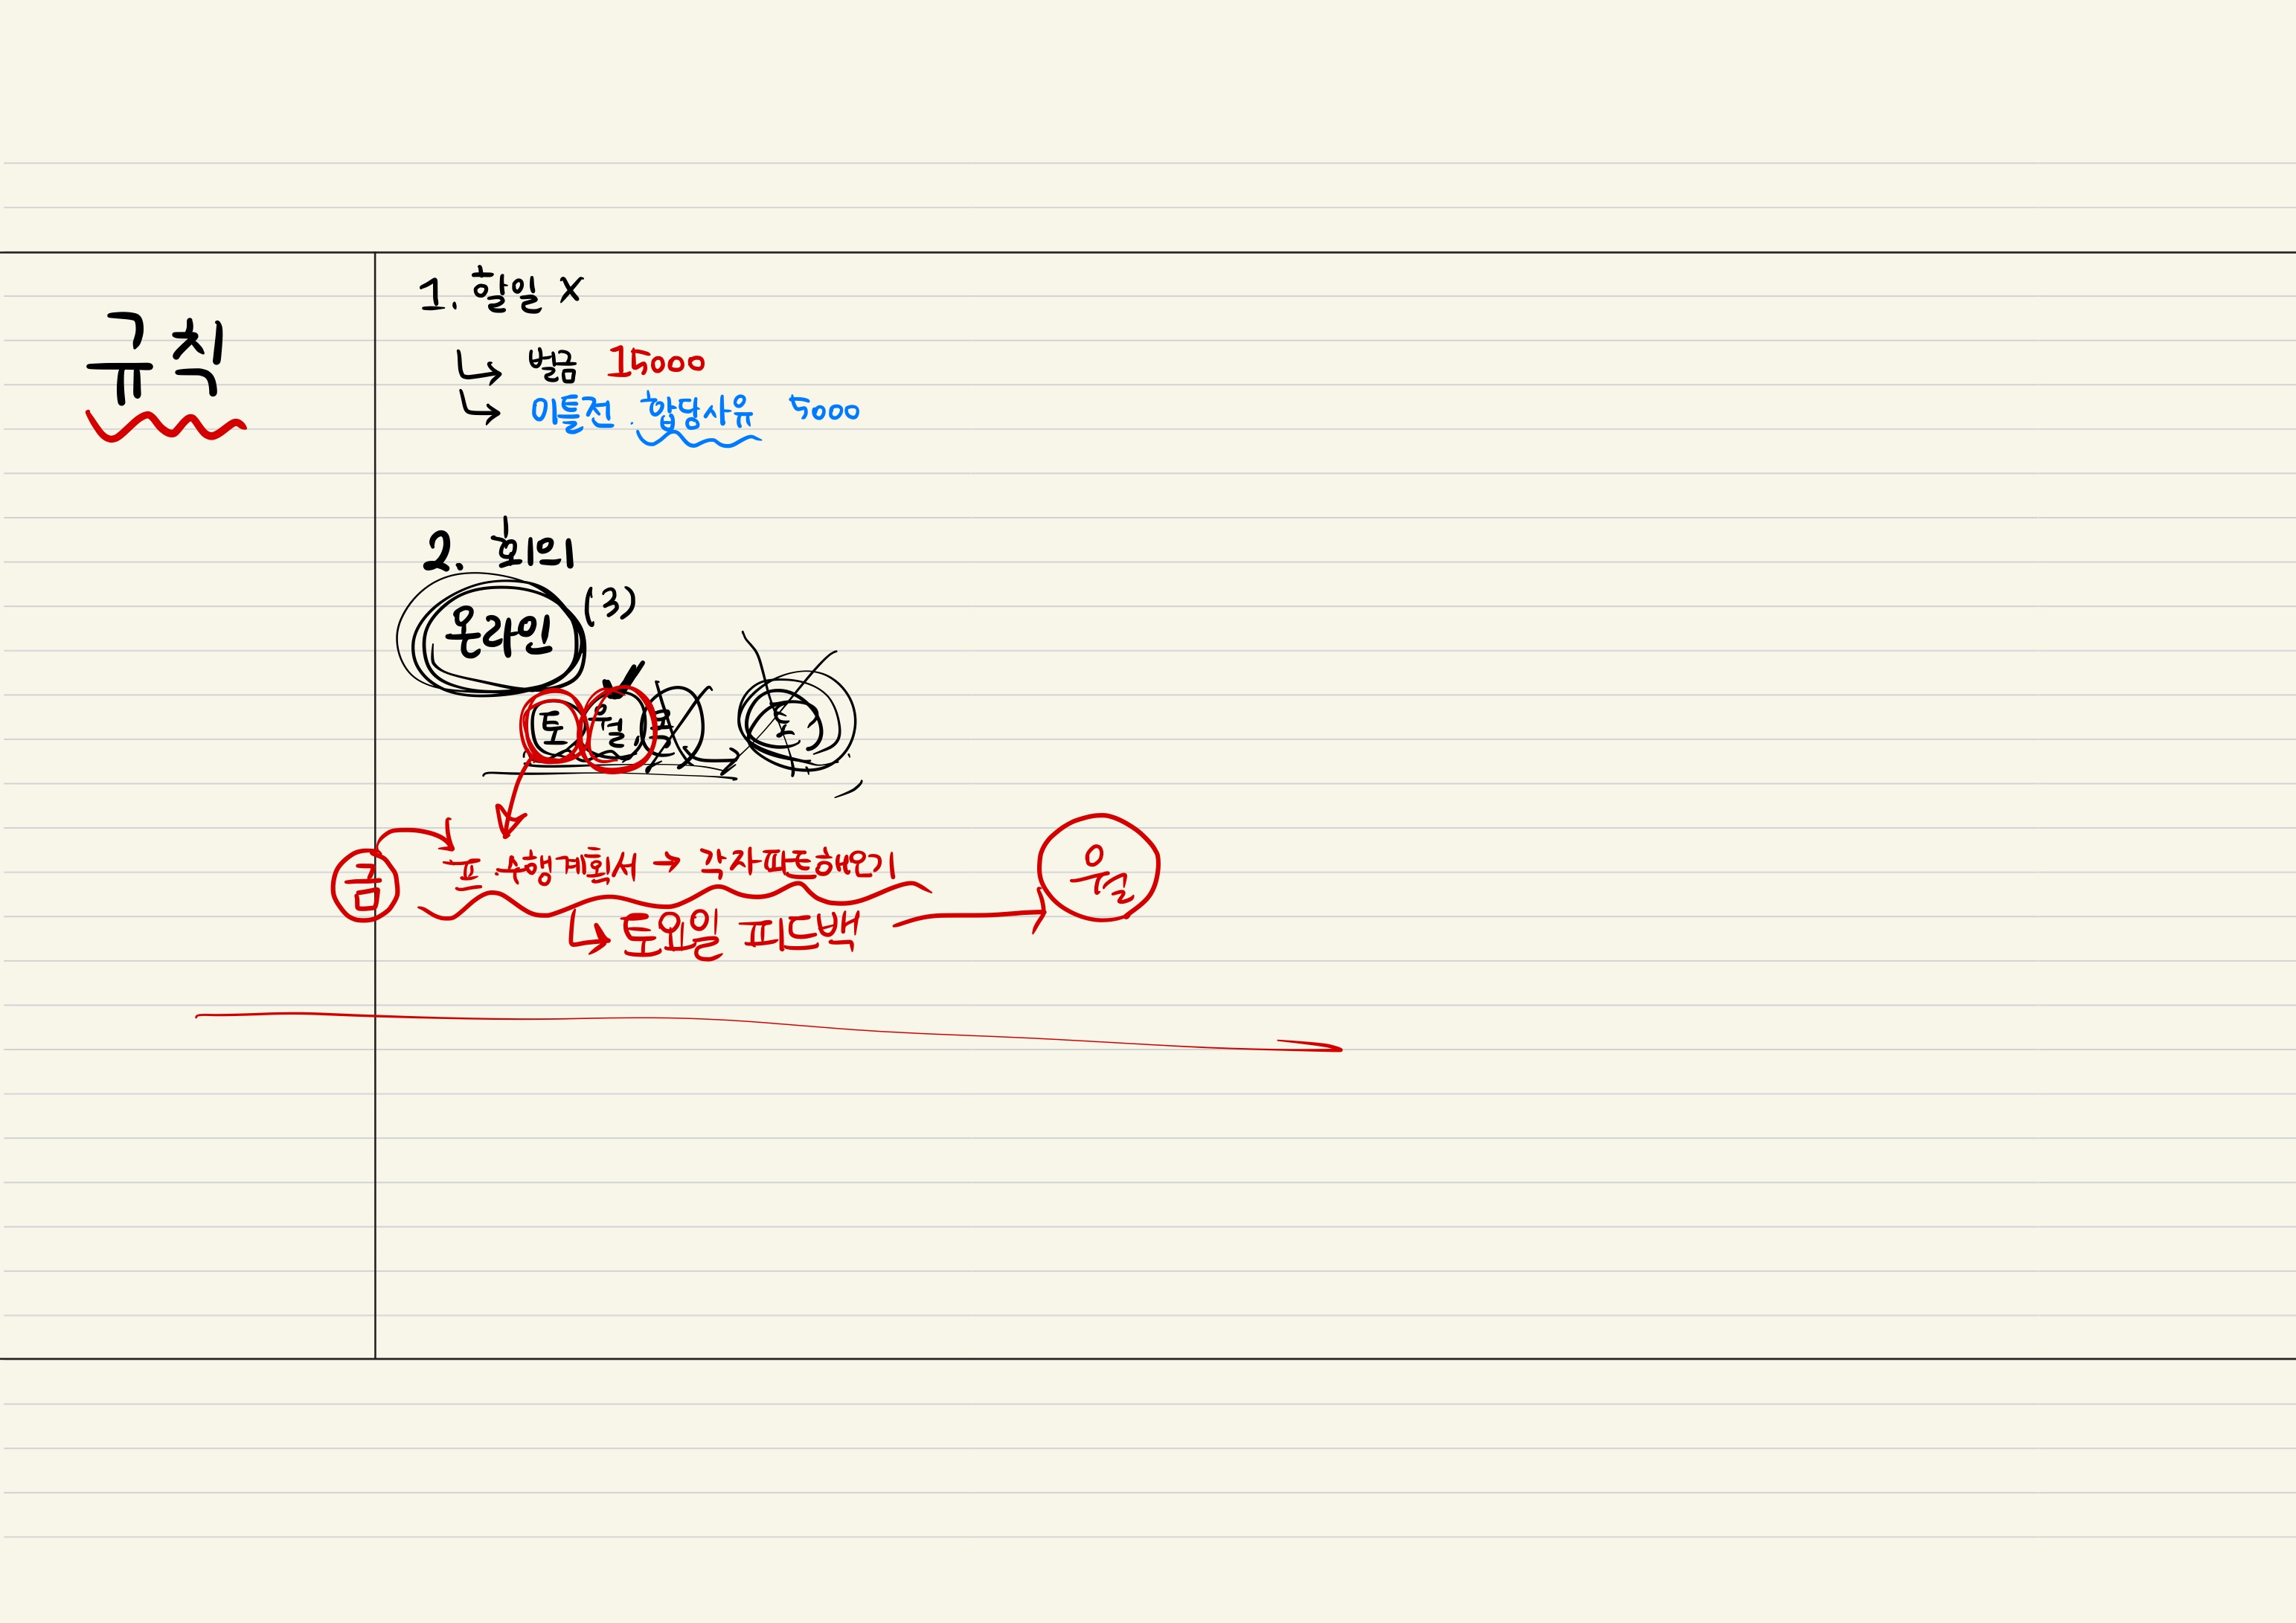 규칙
1. 할일 X
↳ 벌금 15000
↳ 이틀전. 합당사유 5000
2. 회의
온라인 (3)
토 월
금 프.수행계획서 → 각자파트해오기 월
↳ 토요일 피드백